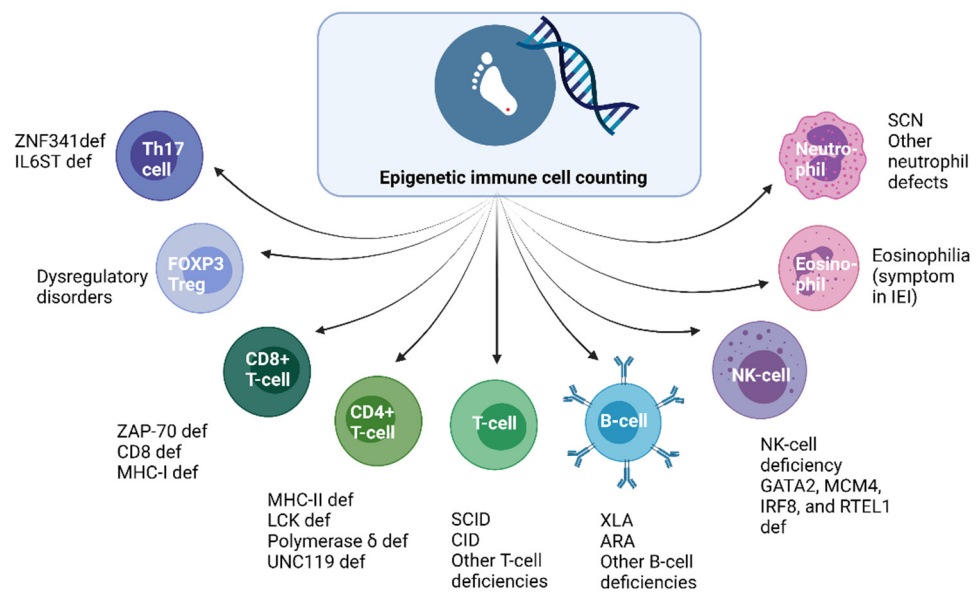 Epigenetic immune cell counting
ZNF341 def
IL6ST def
Th17
cell
Dysregulatory
disorders
FOXP3
Treg
CD8+
T-cell
ZAP-70 def
CD8 def
MHC-I def
CD4+
T-cell
MHC-II def
LCK def
Polymerase δ def
UNC119 def
T-cell
SCID
CID
Other T-cell
deficiencies
B-cell
XLA
ARA
Other B-cell
deficiencies
NK-cell
NK-cell
deficiency
GATA2, MCM4,
IRF8, and RTEL1
def
Eosino-
phil
Eosinophilia
(symptom
in IEI)
Neutro-
phil
SCN
Other
neutrophil
defects